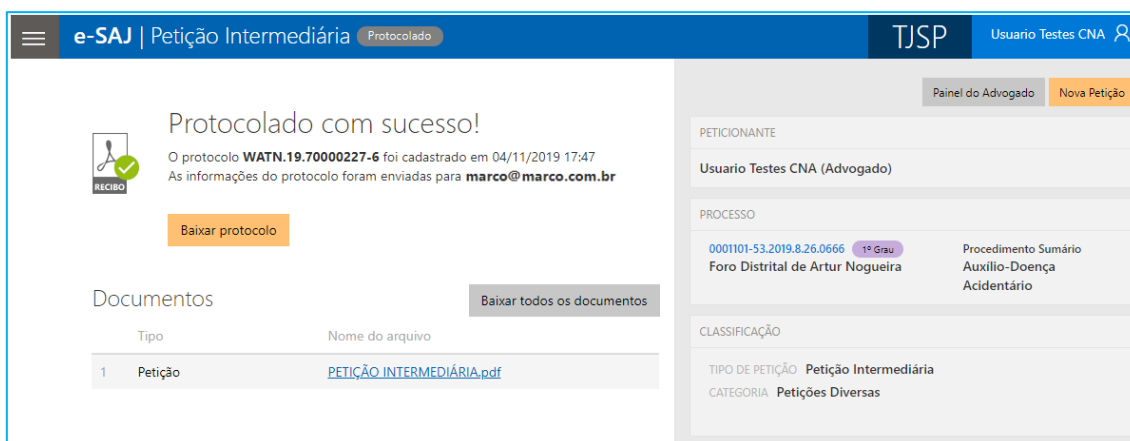 e-SAJ | Petição Intermediária Protocolado
TJSP
Usuario Testes CNA
Painel do Advogado
Nova Petição
RECIBO
Protocolado com sucesso!
O protocolo WATN.19.70000227-6 foi cadastrado em 04/11/2019 17:47
As informações do protocolo foram enviadas para marco@marco.com.br
Baixar protocolo
Documentos
Baixar todos os documentos
Tipo Nome do arquivo
1 Petição PETIÇÃO INTERMEDIÁRIA.pdf
PETICIONANTE
Usuario Testes CNA (Advogado)
PROCESSO
0001101-53.2019.8.26.0666 1º Grau
Foro Distrital de Artur Nogueira
Procedimento Sumário
Auxílio-Doença
Acidentário
CLASSIFICAÇÃO
TIPO DE PETIÇÃO Petição Intermediária
CATEGORIA Petições Diversas